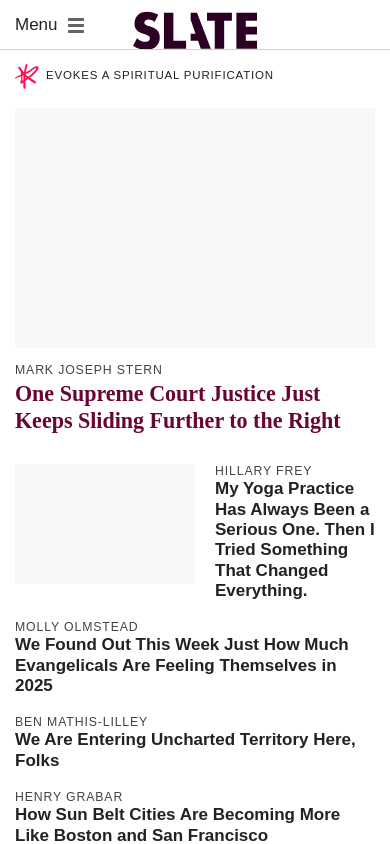 Menu
SLATE
EVOKES A SPIRITUAL PURIFICATION
MARK JOSEPH STERN
One Supreme Court Justice Just
Keeps Sliding Further to the Right
HILLARY FREY
My Yoga Practice
Has Always Been a
Serious One. Then I
Tried Something
That Changed
Everything.
MOLLY OLMSTEAD
We Found Out This Week Just How Much
Evangelicals Are Feeling Themselves in
2025
BEN MATHIS-LILLEY
We Are Entering Uncharted Territory Here,
Folks
HENRY GRABAR
How Sun Belt Cities Are Becoming More
Like Boston and San Francisco